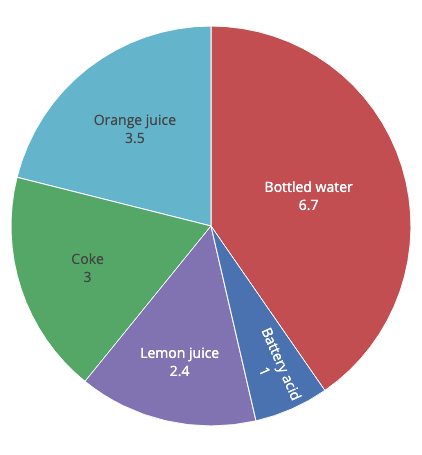 Orange juice
3.5
Bottled water
6.7
Coke
3
Battery acid
1
Lemon juice
2.4